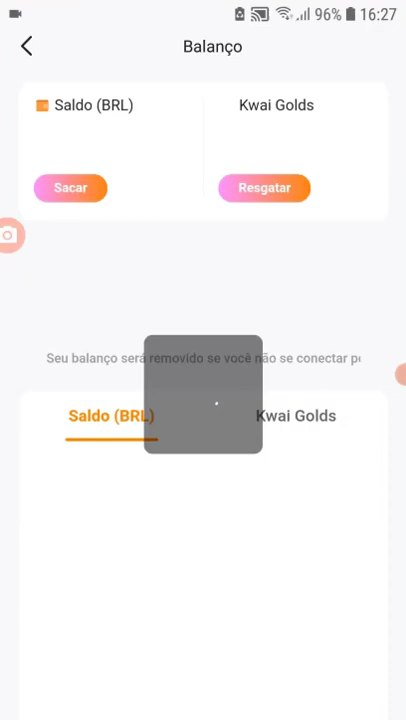 96% 16:27
Balanço
Saldo (BRL) Kwai Golds
Sacar Resgatar
Seu balanço será removido se você não se conectar
Saldo (BRL) Kwai Golds